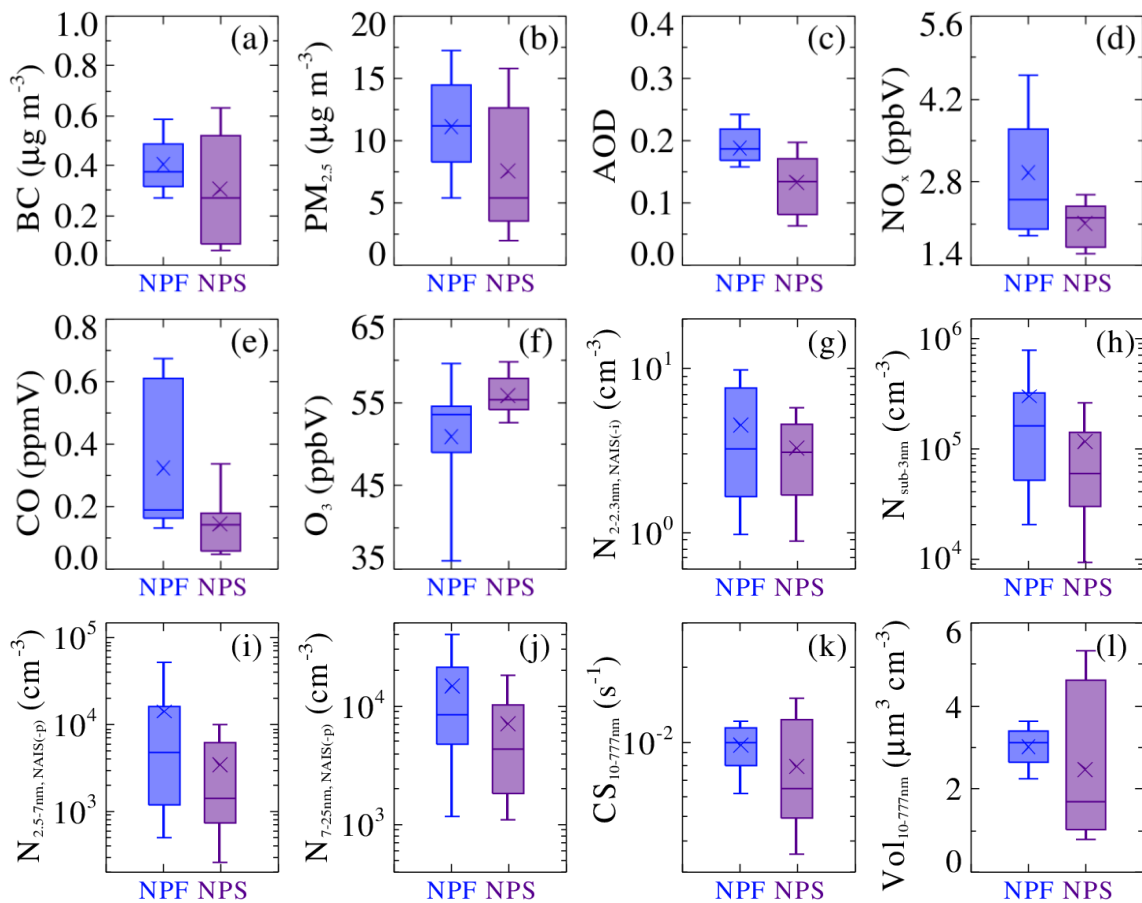 BC (μg m⁻³)
1.0
0.8
0.6
0.4
0.2
0.0
(a)
NPF NPS
PM₂.₅ (μg m⁻³)
20
15
10
5
0
(b)
NPF NPS
AOD
0.4
0.3
0.2
0.1
0.0
(c)
NPF NPS
NOₓ (ppbV)
5.6
4.2
2.8
1.4
(d)
NPF NPS
CO (ppmV)
0.8
0.6
0.4
0.2
0.0
(e)
NPF NPS
O₃ (ppbV)
65
55
45
35
(f)
NPF NPS
N2-2.3nm, NAIS(-i) (cm⁻³)
10¹
10⁰
(g)
NPF NPS
Nsub-3nm (cm⁻³)
10⁶
10⁵
10⁴
(h)
NPF NPS
N2.5-7nm, NAIS(-p) (cm⁻³)
10⁵
10⁴
10³
(i)
NPF NPS
N7-25nm, NAIS(-p) (cm⁻³)
10⁴
10³
(j)
NPF NPS
CS10-777nm (s⁻¹)
10⁻²
(k)
NPF NPS
Vol10-777nm (μm³ cm⁻³)
6
4
2
0
(l)
NPF NPS